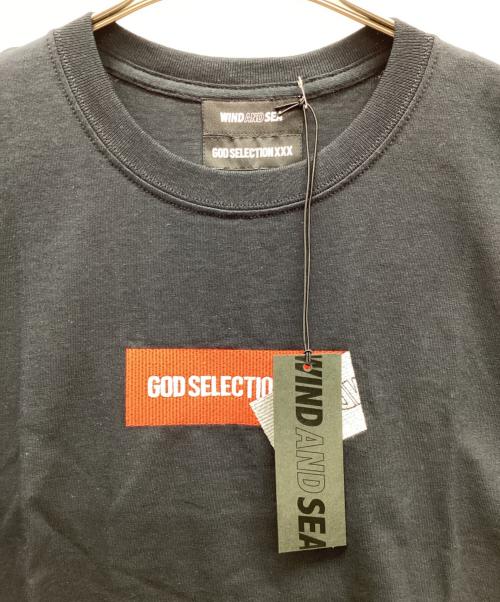 WIND AND SEA
GOD SELECTION XXX
GOD SELECTION
WIND AND SEA